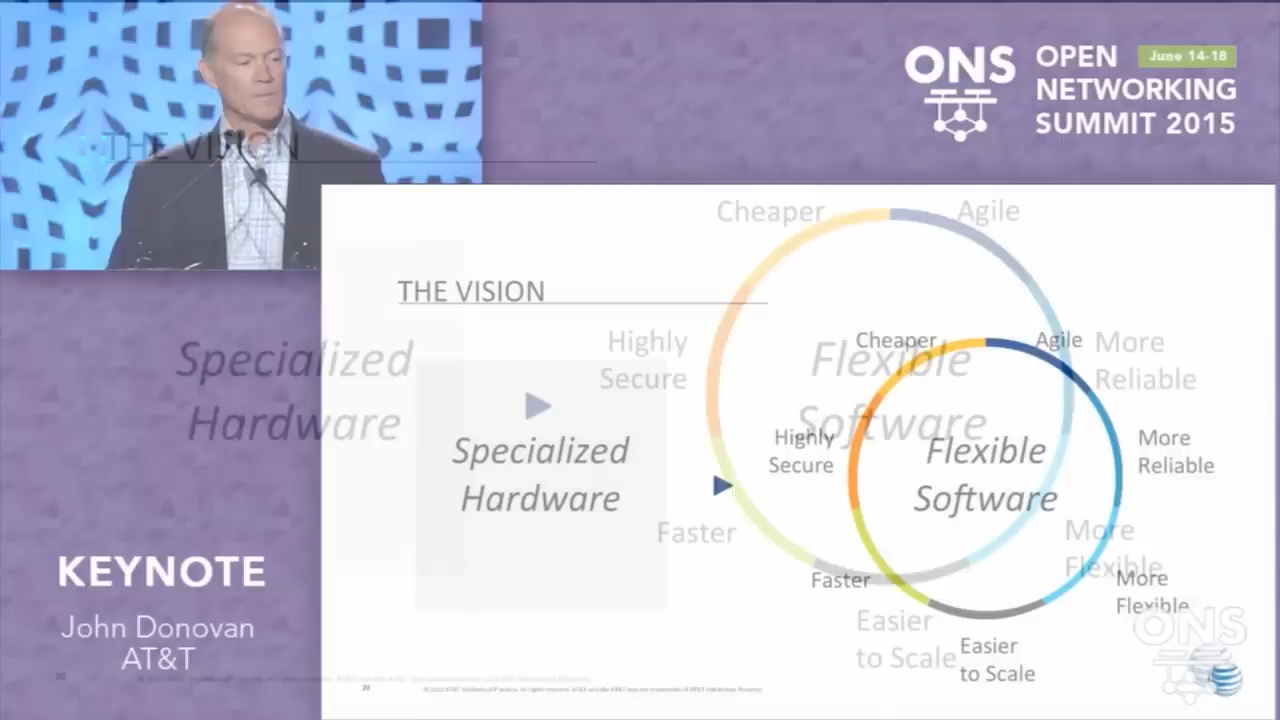 ONS
OPEN
June 14-18
NETWORKING
SUMMIT 2015
THE VISION
Cheaper
Agile
THE VISION
Highly
Secure
More
Reliable
Specialized
Hardware
Flexible
Software
Cheaper
Agile
Highly
Secure
More
Reliable
Specialized
Hardware
Flexible
Software
Faster
More
Flexible
Faster
More
Flexible
Easier
to Scale
Easier
to Scale
KEYNOTE
John Donovan
AT&T
ONS
20